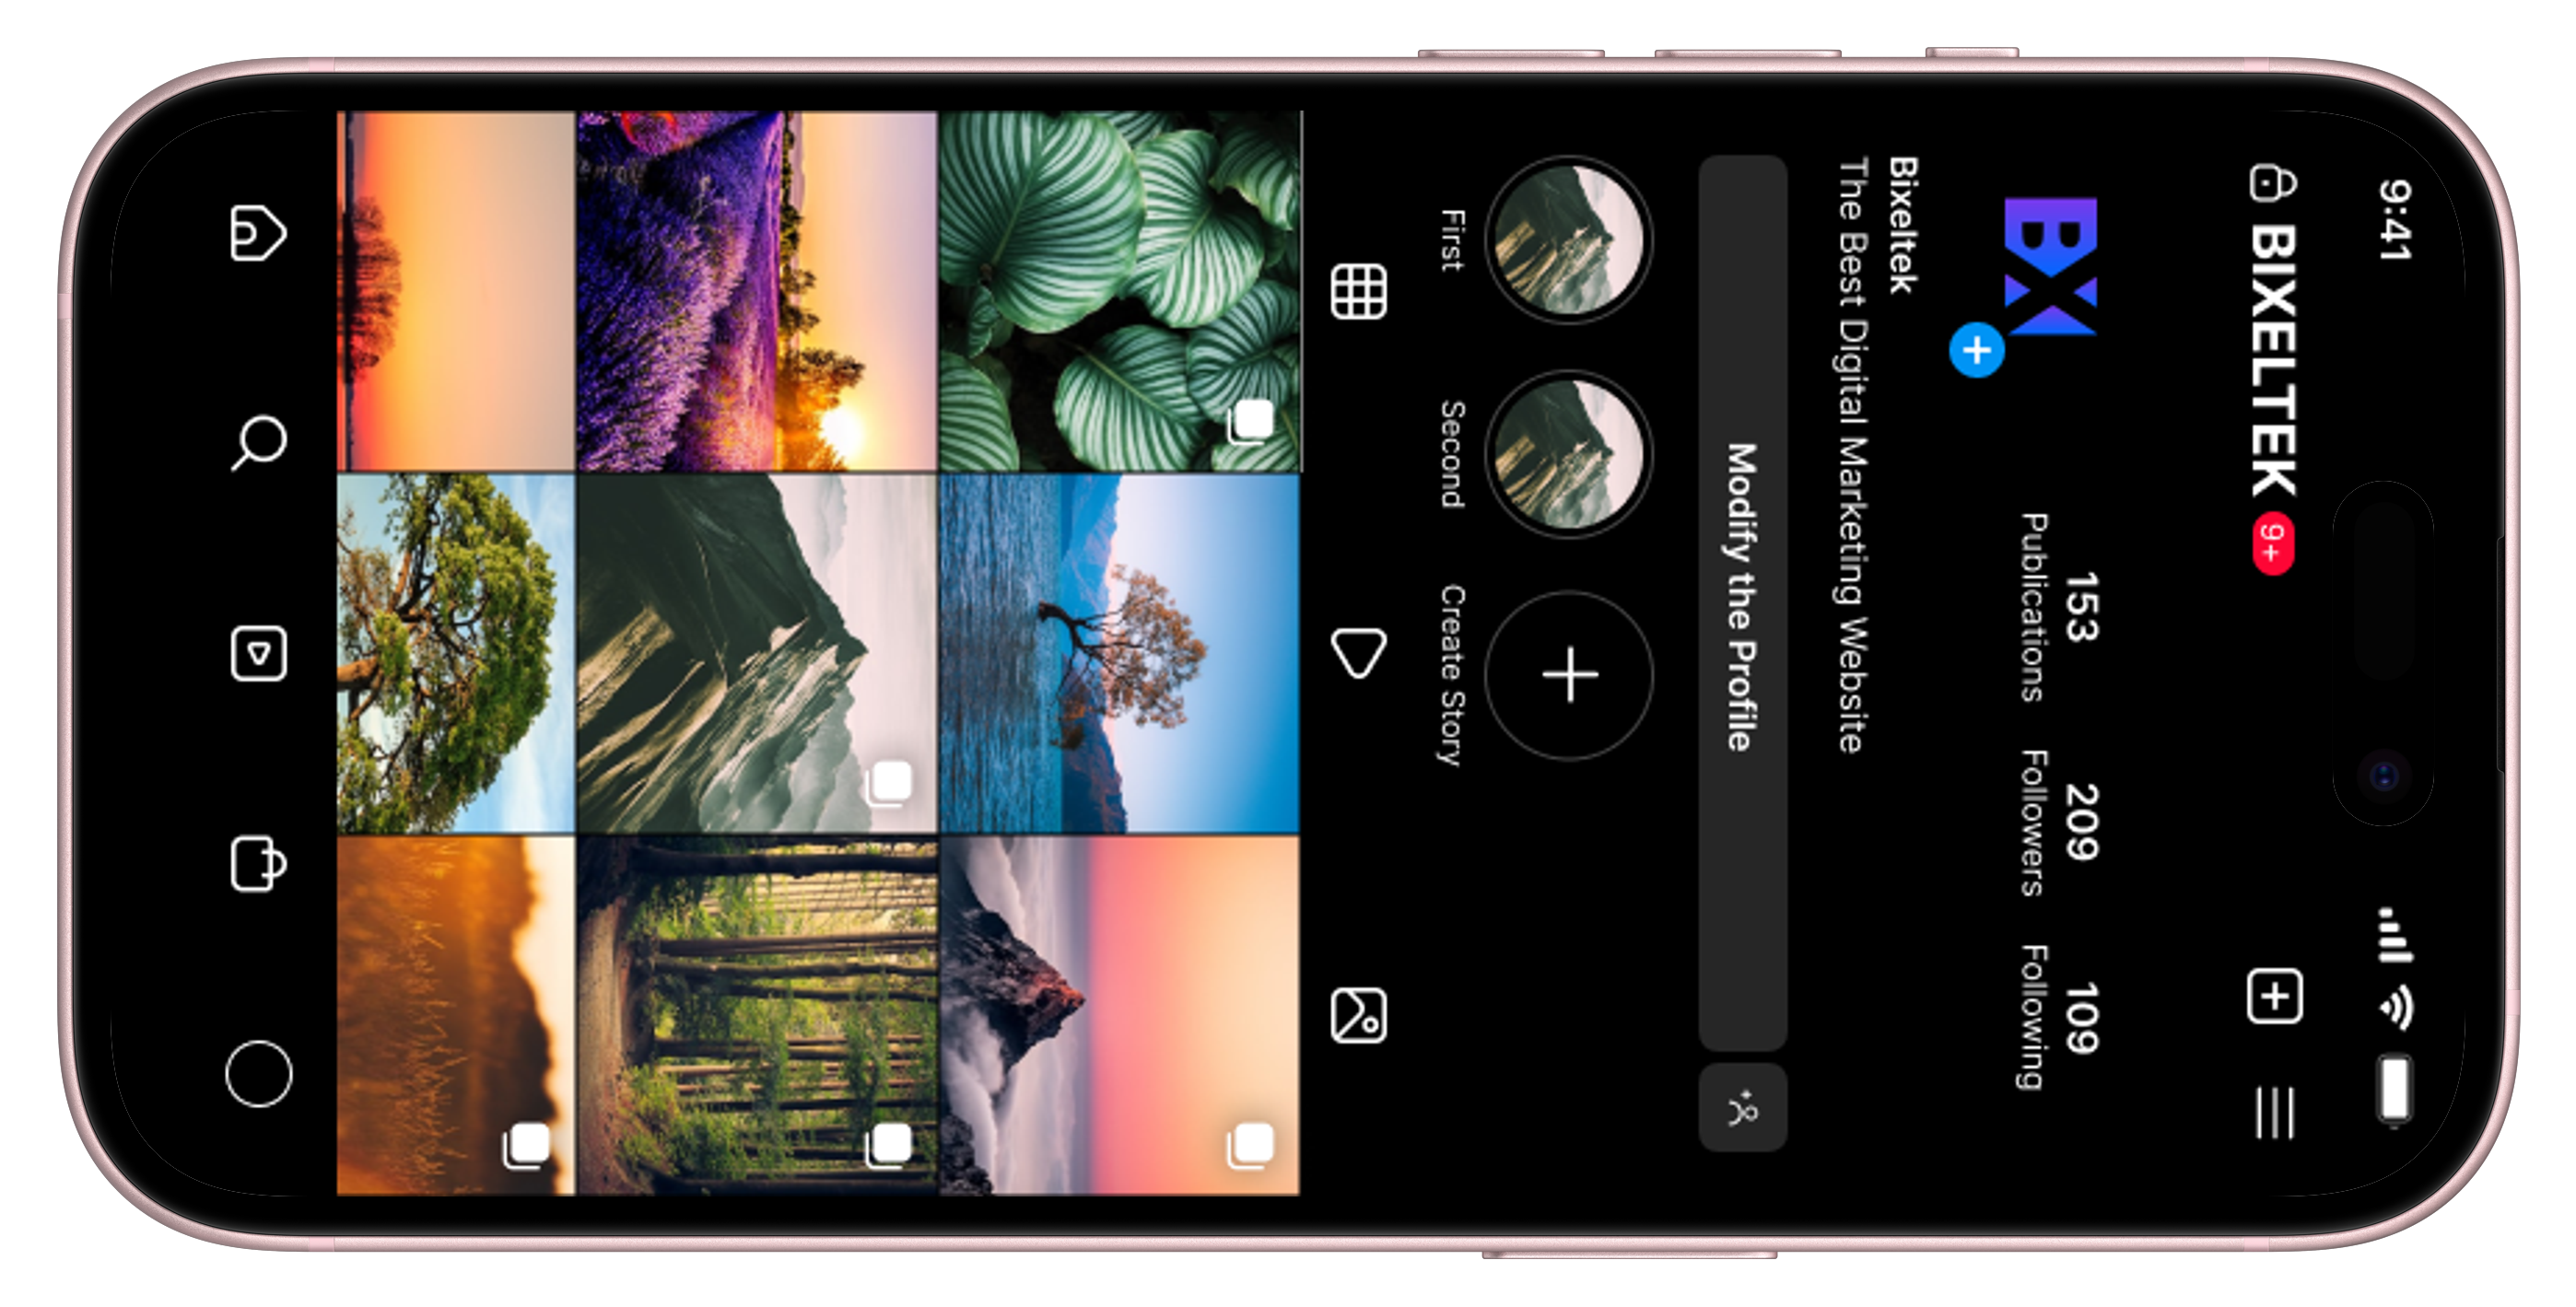 9:41
BIXELTEK 9+
BX
153 209 109
Publications Followers Following
Bixeltek
The Best Digital Marketing Website
Modify the Profile
First Second Create Story